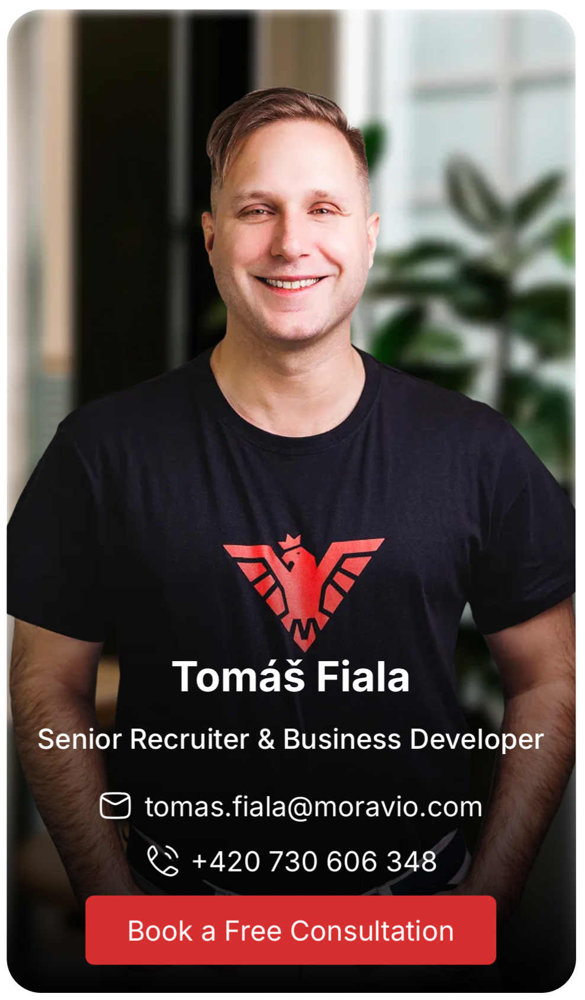 Tomáš Fiala
Senior Recruiter & Business Developer
tomas.fiala@moravio.com
+420 730 606 348
Book a Free Consultation